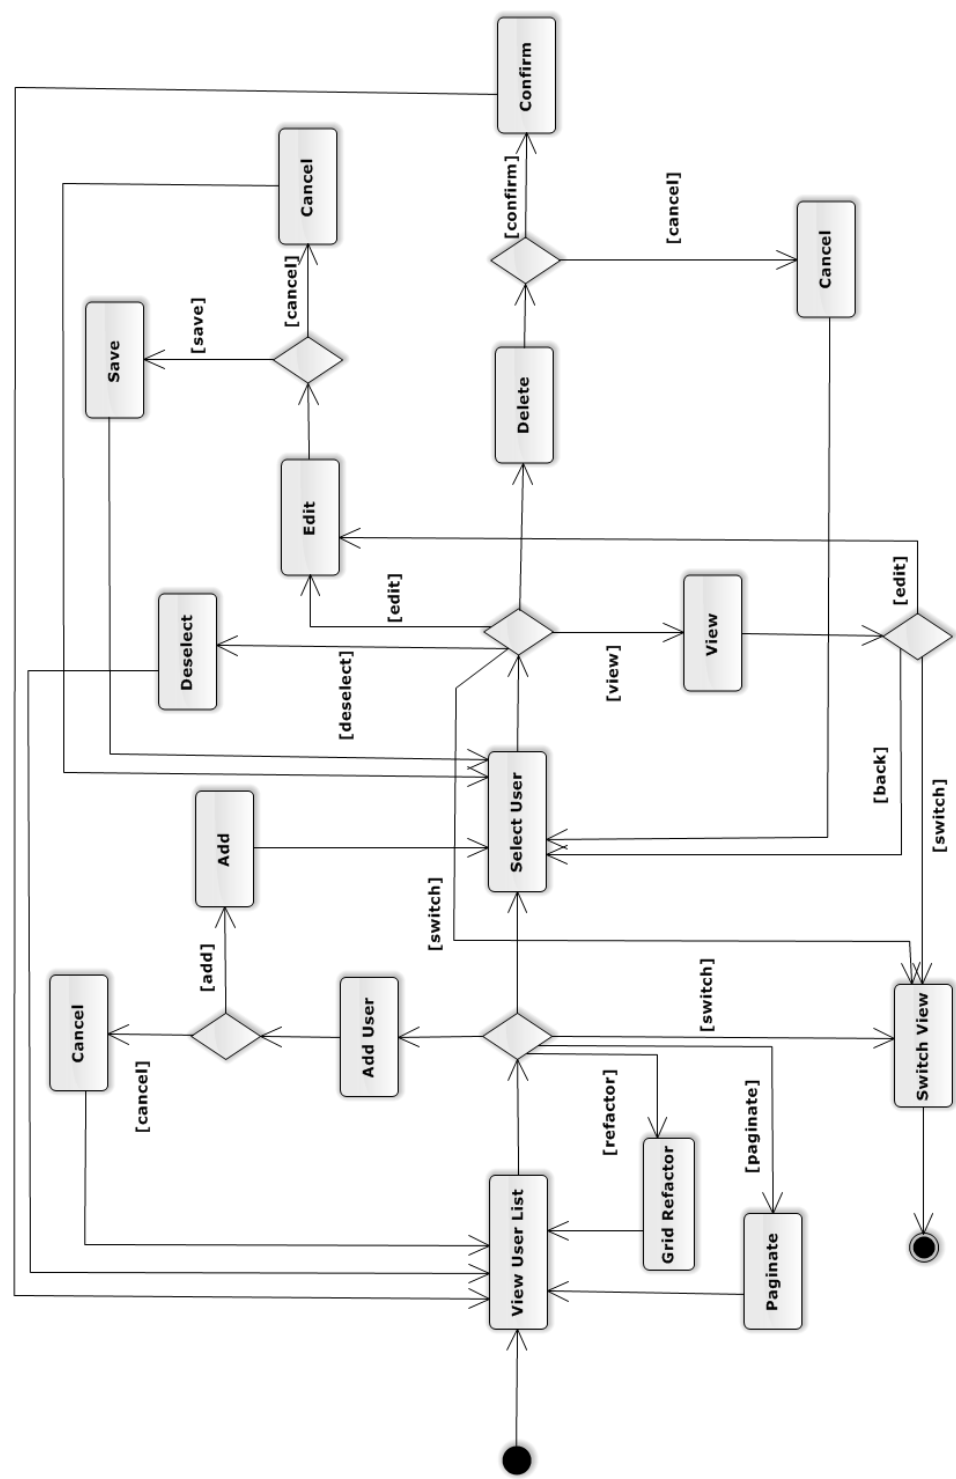 Confirm
[confirm]
[cancel]
Cancel
Cancel
[cancel]
[save]
Save
Delete
Edit
[edit]
[edit]
Deselect
[deselect]
View
[view]
[back]
[switch]
Select User
Add
[add]
[switch]
Cancel
[cancel]
Add User
[switch]
Switch View
[refactor]
[paginate]
View User List
Grid Refactor
Paginate